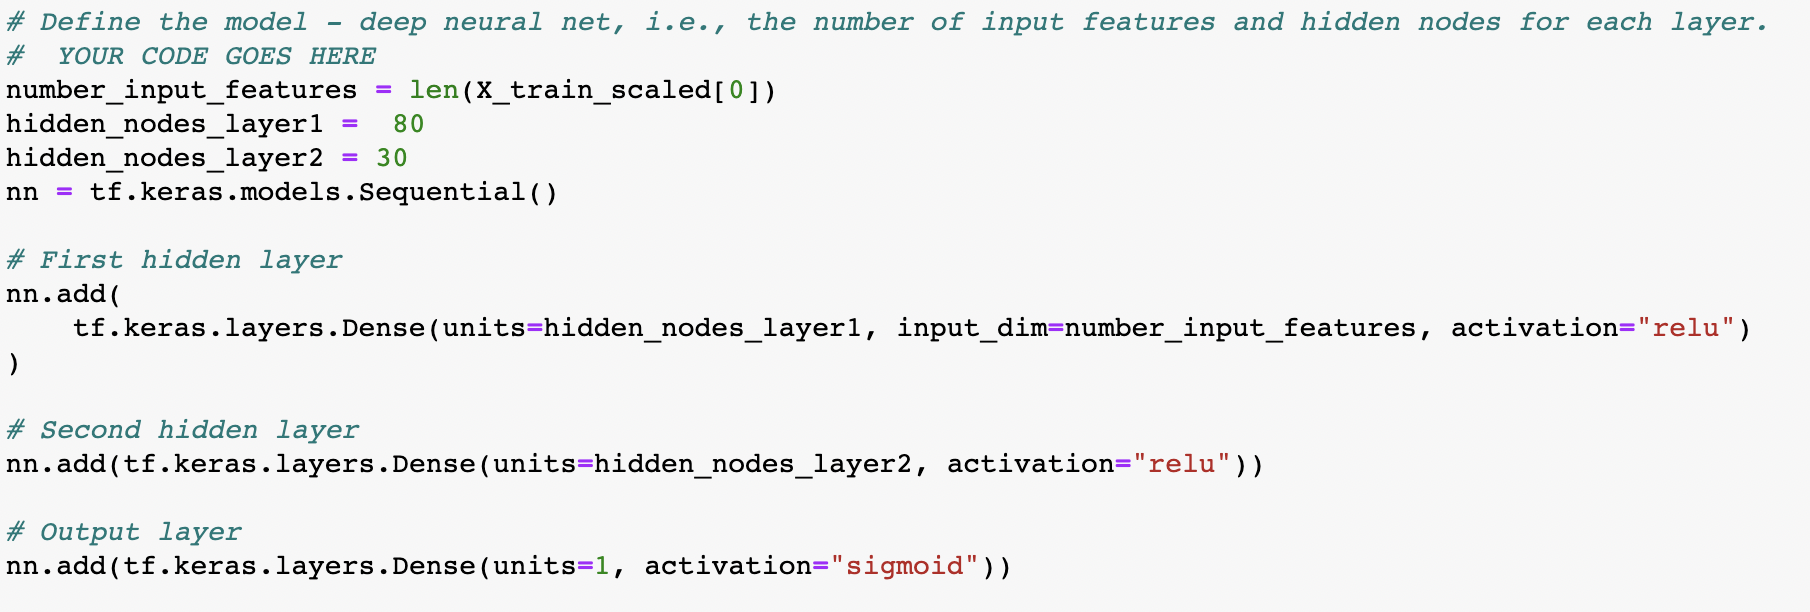 # Define the model - deep neural net, i.e., the number of input features and hidden nodes for each layer.
#  YOUR CODE GOES HERE
number_input_features = len(X_train_scaled[0])
hidden_nodes_layer1 =  80
hidden_nodes_layer2 = 30
nn = tf.keras.models.Sequential()

# First hidden layer
nn.add(
    tf.keras.layers.Dense(units=hidden_nodes_layer1, input_dim=number_input_features, activation="relu")
)

# Second hidden layer
nn.add(tf.keras.layers.Dense(units=hidden_nodes_layer2, activation="relu"))

# Output layer
nn.add(tf.keras.layers.Dense(units=1, activation="sigmoid"))